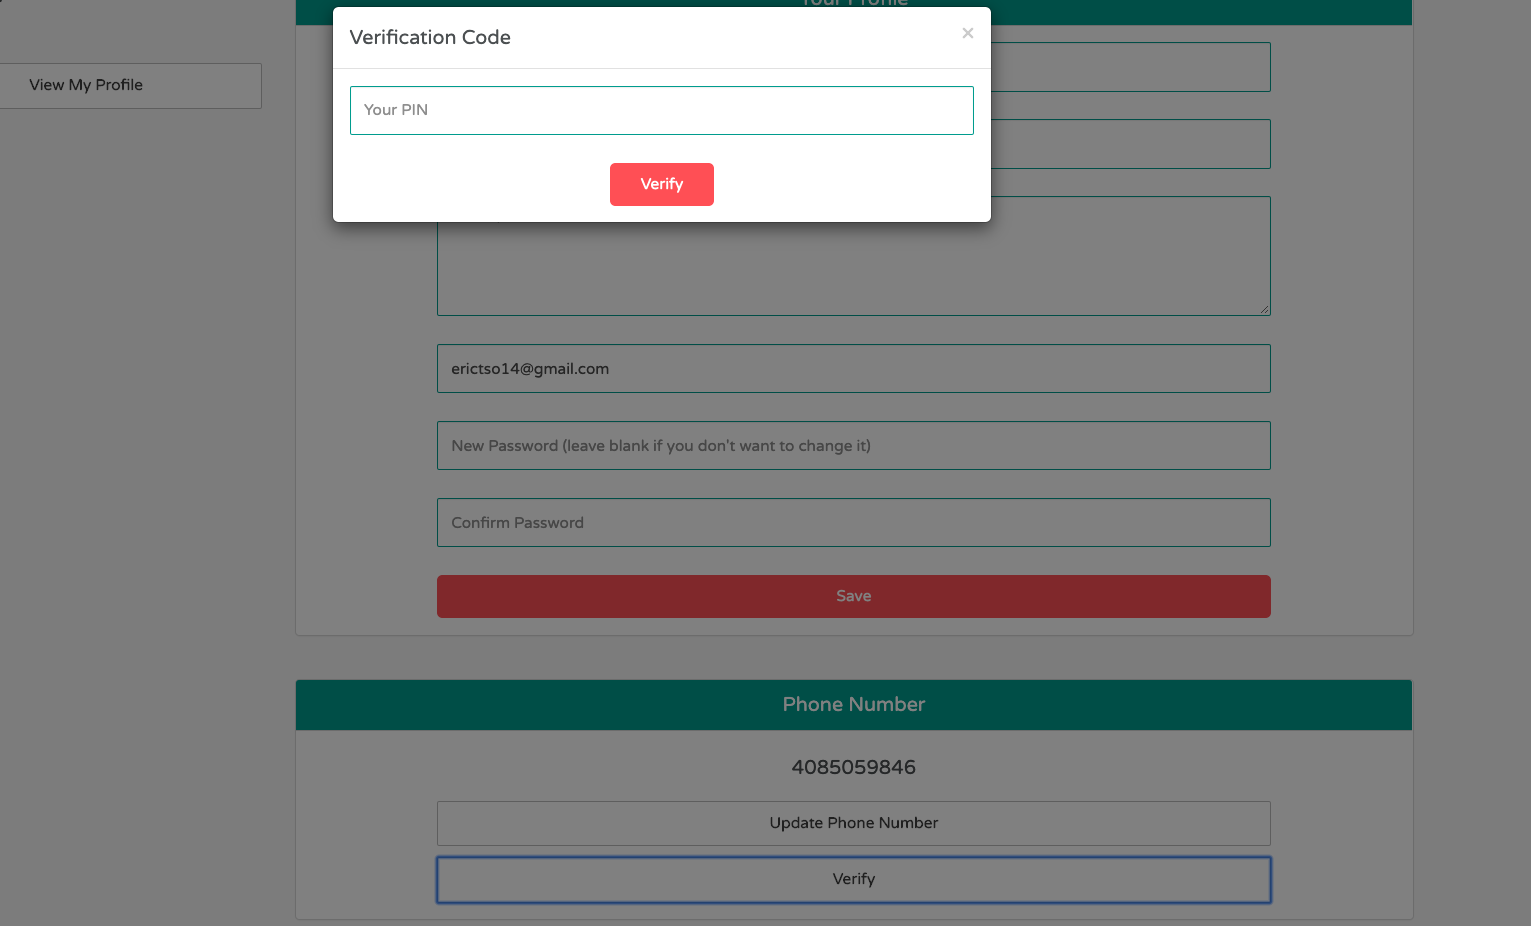 Your Profile
Verification Code
×
View My Profile
Your PIN
Verify
erictso14@gmail.com
New Password (leave blank if you don't want to change it)
Confirm Password
Save
Phone Number
4085059846
Update Phone Number
Verify